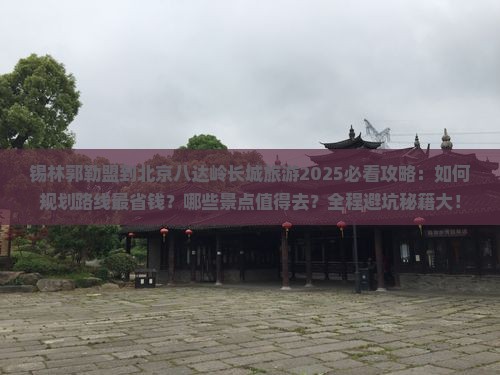 锡林郭勒盟到北京八达岭长城旅游2025必看攻略：如何
规划路线最省钱？哪些景点值得去？全程避坑秘籍大！